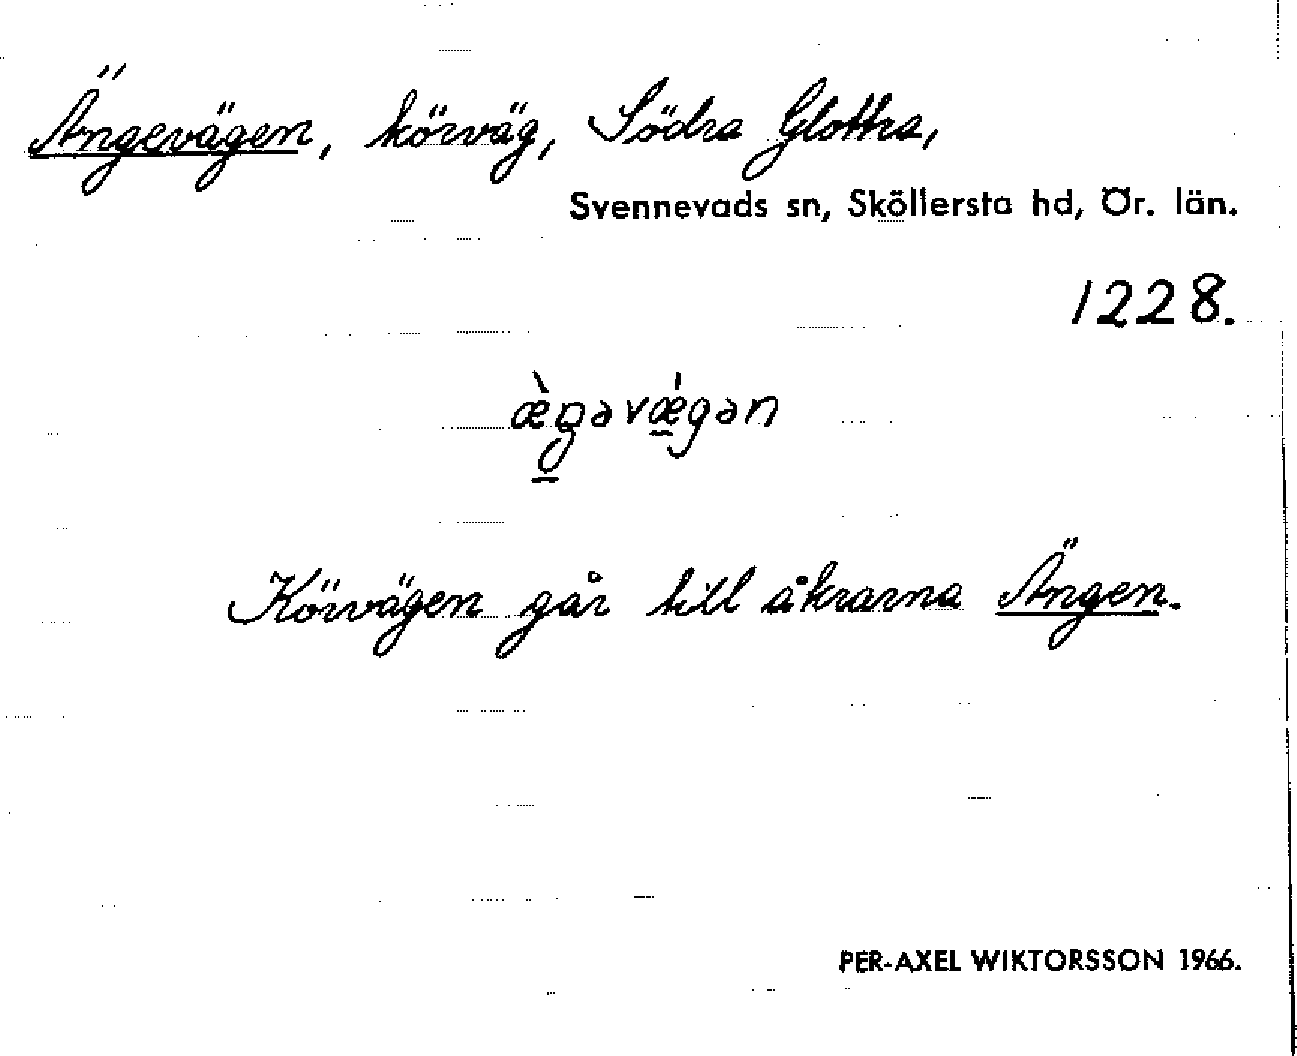 Ängevägen, körväg, Södra Glottra,
Svennevads sn, Sköllersta hd, Ör. län.
1228.
æ̀ŋəvǽgən
Körvägen går till åkrarna Ängen.
PER-AXEL WIKTORSSON 1966.